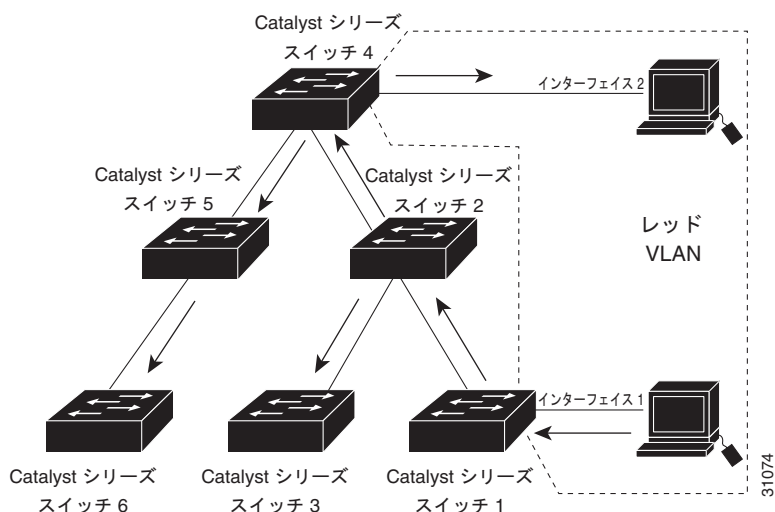 Catalyst シリーズ
スイッチ 4
インターフェイス 2
Catalyst シリーズ
スイッチ 5
Catalyst シリーズ
スイッチ 2
レッド
VLAN
インターフェイス 1
Catalyst シリーズ
スイッチ 6
Catalyst シリーズ
スイッチ 3
Catalyst シリーズ
スイッチ 1
31074